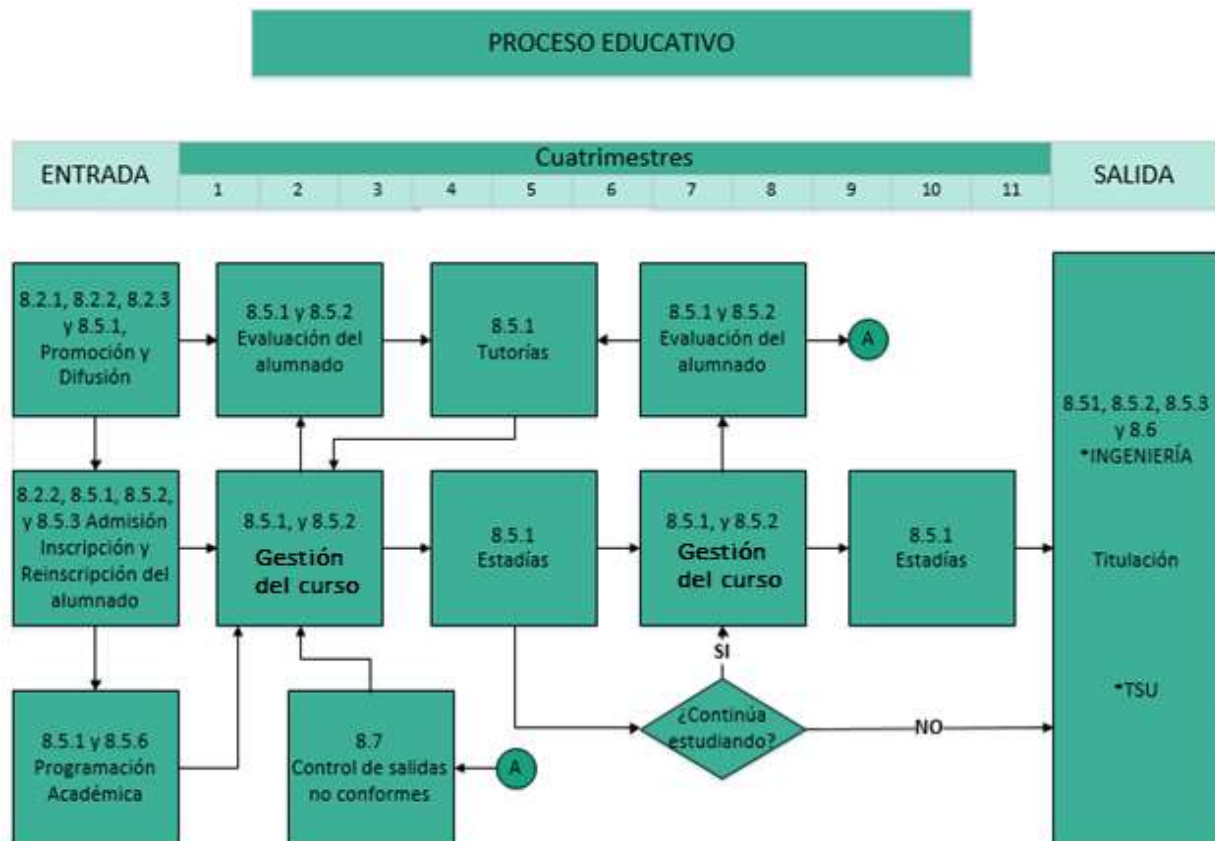 PROCESO EDUCATIVO
ENTRADA
Cuatrimestres
1 2 3 4 5 6 7 8 9 10 11
SALIDA
8.2.1, 8.2.2, 8.2.3
y 8.5.1,
Promoción y
Difusión
8.5.1 y 8.5.2
Evaluación del
alumnado
8.5.1
Tutorías
8.5.1 y 8.5.2
Evaluación del
alumnado
A
8.2.2, 8.5.1, 8.5.2,
y 8.5.3 Admisión
Inscripción y
Reinscripción del
alumnado
8.5.1, y 8.5.2
Gestión
del curso
8.5.1
Estadías
8.5.1, y 8.5.2
Gestión
del curso
8.5.1
Estadías
8.51, 8.5.2, 8.5.3
y 8.6
*INGENIERÍA
Titulación
*TSU
8.5.1 y 8.5.6
Programación
Académica
8.7
Control de salidas
no conformes
A
SI
¿Continúa
estudiando?
NO